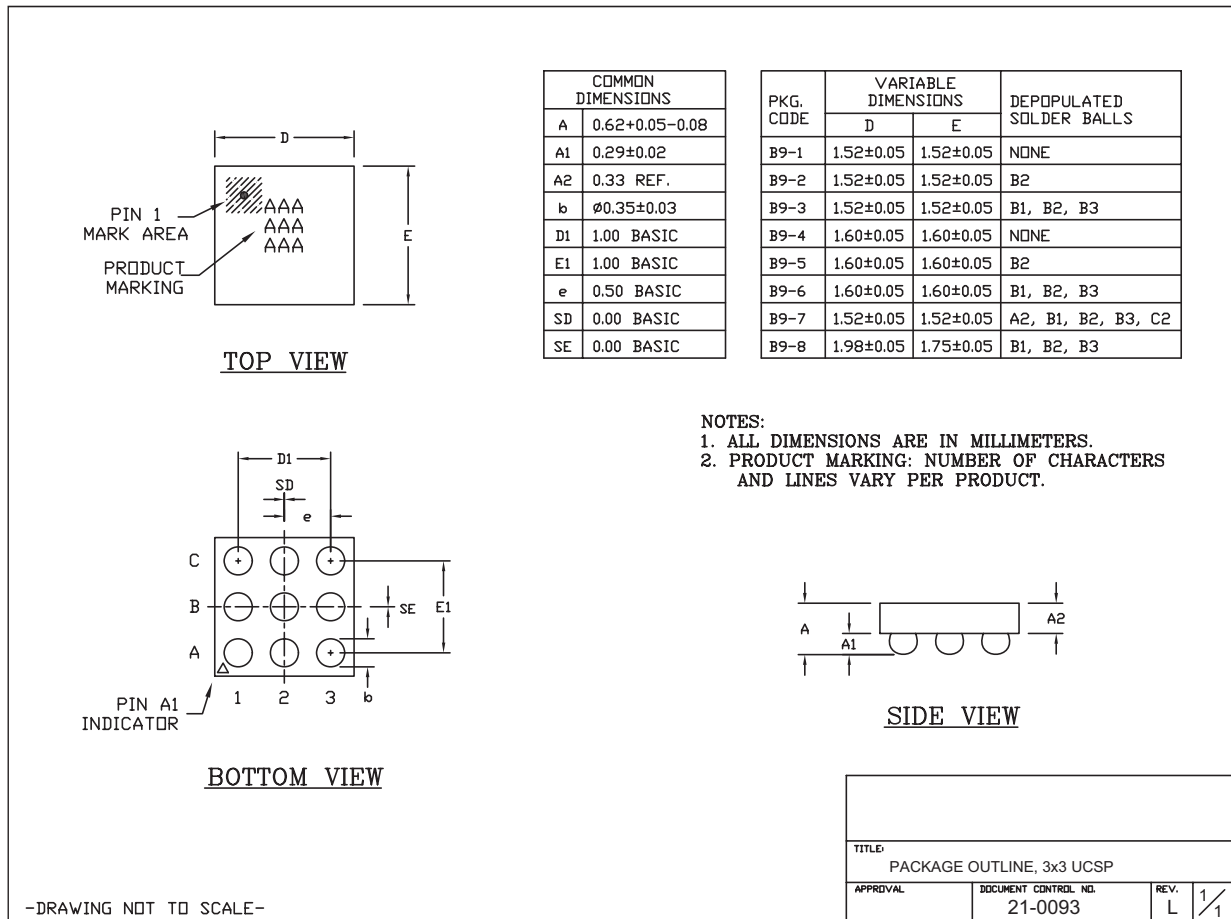 D
E
PIN 1
MARK AREA
AAA
AAA
AAA
PRODUCT
MARKING
TOP VIEW
COMMON
DIMENSIONS
A 0.62+0.05-0.08
A1 0.29±0.02
A2 0.33 REF.
b ø0.35±0.03
D1 1.00 BASIC
E1 1.00 BASIC
e 0.50 BASIC
SD 0.00 BASIC
SE 0.00 BASIC
PKG.
CODE
VARIABLE
DIMENSIONS
D E
DEPOPULATED
SOLDER BALLS
B9-1 1.52±0.05 1.52±0.05 NONE
B9-2 1.52±0.05 1.52±0.05 B2
B9-3 1.52±0.05 1.52±0.05 B1, B2, B3
B9-4 1.60±0.05 1.60±0.05 NONE
B9-5 1.60±0.05 1.60±0.05 B2
B9-6 1.60±0.05 1.60±0.05 B1, B2, B3
B9-7 1.52±0.05 1.52±0.05 A2, B1, B2, B3, C2
B9-8 1.98±0.05 1.75±0.05 B1, B2, B3
NOTES:
1. ALL DIMENSIONS ARE IN MILLIMETERS.
2. PRODUCT MARKING: NUMBER OF CHARACTERS
AND LINES VARY PER PRODUCT.
D1
SD
e
C
B
SE
E1
A
1 2 3
b
PIN A1
INDICATOR
BOTTOM VIEW
A
A1
A2
SIDE VIEW
TITLE:
PACKAGE OUTLINE, 3x3 UCSP
APPROVAL
DOCUMENT CONTROL NO.
21-0093
REV.
L
1/1
-DRAWING NOT TO SCALE-